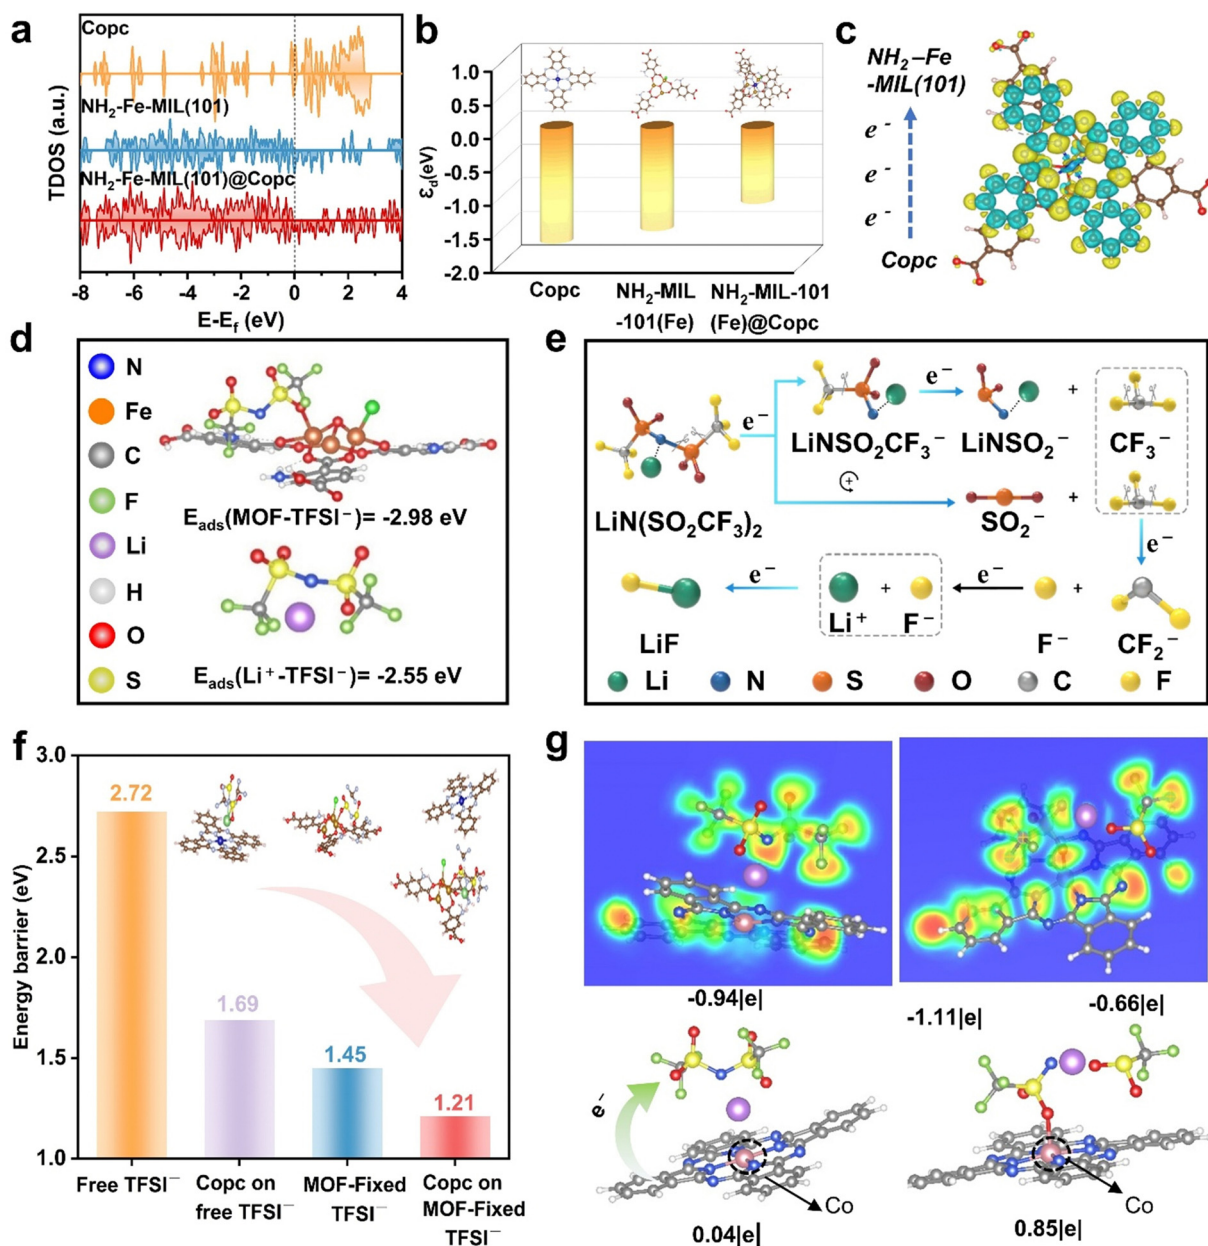 a
Copc
NH₂-Fe-MIL(101)
NH₂-Fe-MIL(101)@Copc
TDOS (a.u.)
-8 -6 -4 -2 0 2 4
E-E_f (eV)
b
1.0
0.5
0.0
-0.5
-1.0
-1.5
-2.0
ε_d(eV)
Copc
NH₂-MIL
-101(Fe)
NH₂-MIL-101
(Fe)@Copc
c
NH₂–Fe
-MIL(101)
e⁻
e⁻
e⁻
Copc
d
N
Fe
C
F
Li
H
O
S
E_ads(MOF-TFSI⁻)= -2.98 eV
E_ads(Li⁺-TFSI⁻)= -2.55 eV
e
LiN(SO₂CF₃)₂
e⁻
LiNSO₂CF₃⁻
e⁻
LiNSO₂⁻
+
CF₃⁻
+
SO₂⁻
+
e⁻
LiF
e⁻
Li⁺
+
F⁻
e⁻
F⁻
+
CF₂⁻
Li N S O C F
f
3.0
2.5
2.0
1.5
1.0
Energy barrier (eV)
2.72
1.69
1.45
1.21
Free TFSI⁻
Copc on
free TFSI⁻
MOF-Fixed
TFSI⁻
Copc on
MOF-Fixed
TFSI⁻
g
-0.94|e|
-1.11|e|
-0.66|e|
e⁻
Co
0.04|e|
Co
0.85|e|